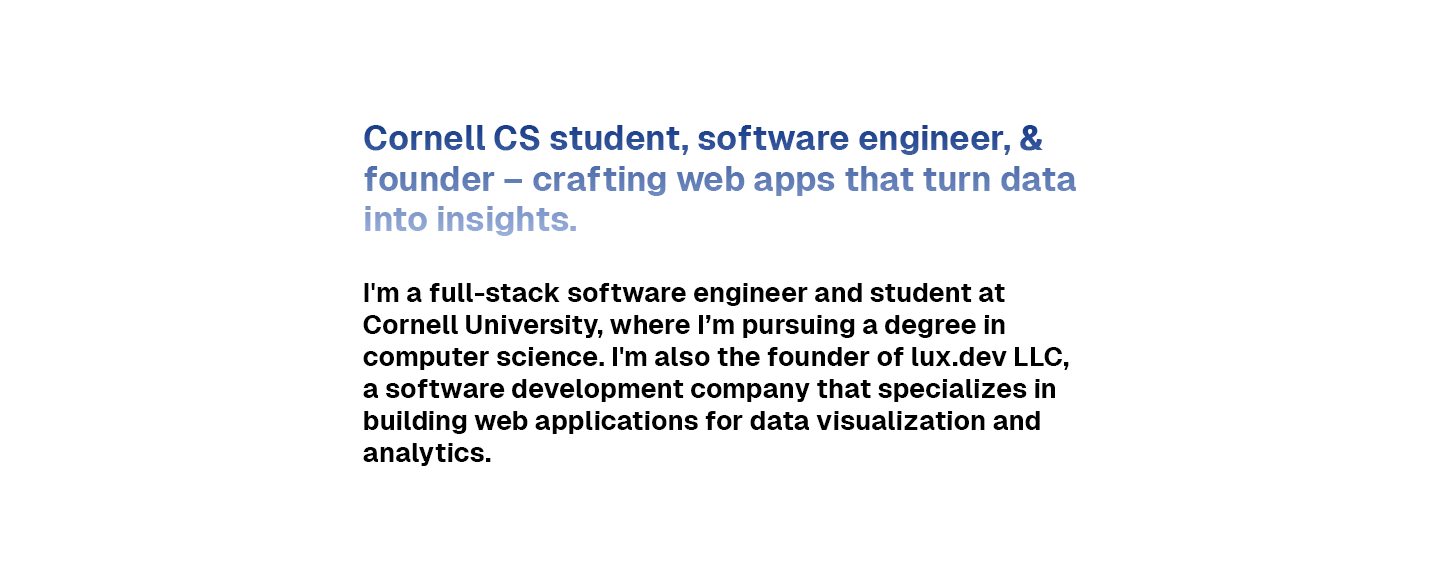 Cornell CS student, software engineer, &
founder – crafting web apps that turn data
into insights.
I'm a full-stack software engineer and student at
Cornell University, where I’m pursuing a degree in
computer science. I'm also the founder of lux.dev LLC,
a software development company that specializes in
building web applications for data visualization and
analytics.